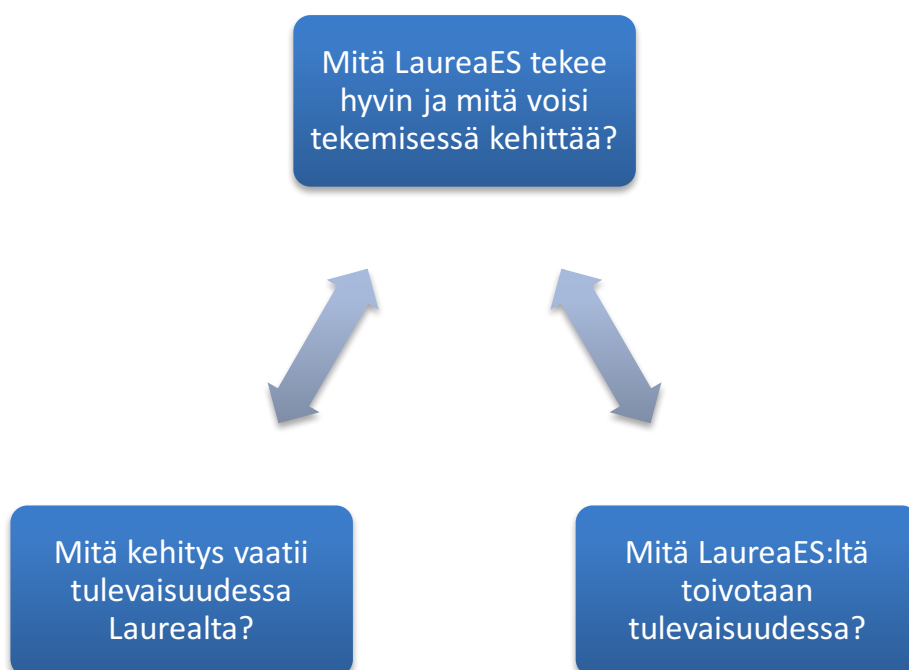 Mitä LaureaES tekee
hyvin ja mitä voisi
tekemisessä kehittää?
Mitä kehitys vaatii
tulevaisuudessa
Laurealta?
Mitä LaureaES:ltä
toivotaan
tulevaisuudessa?